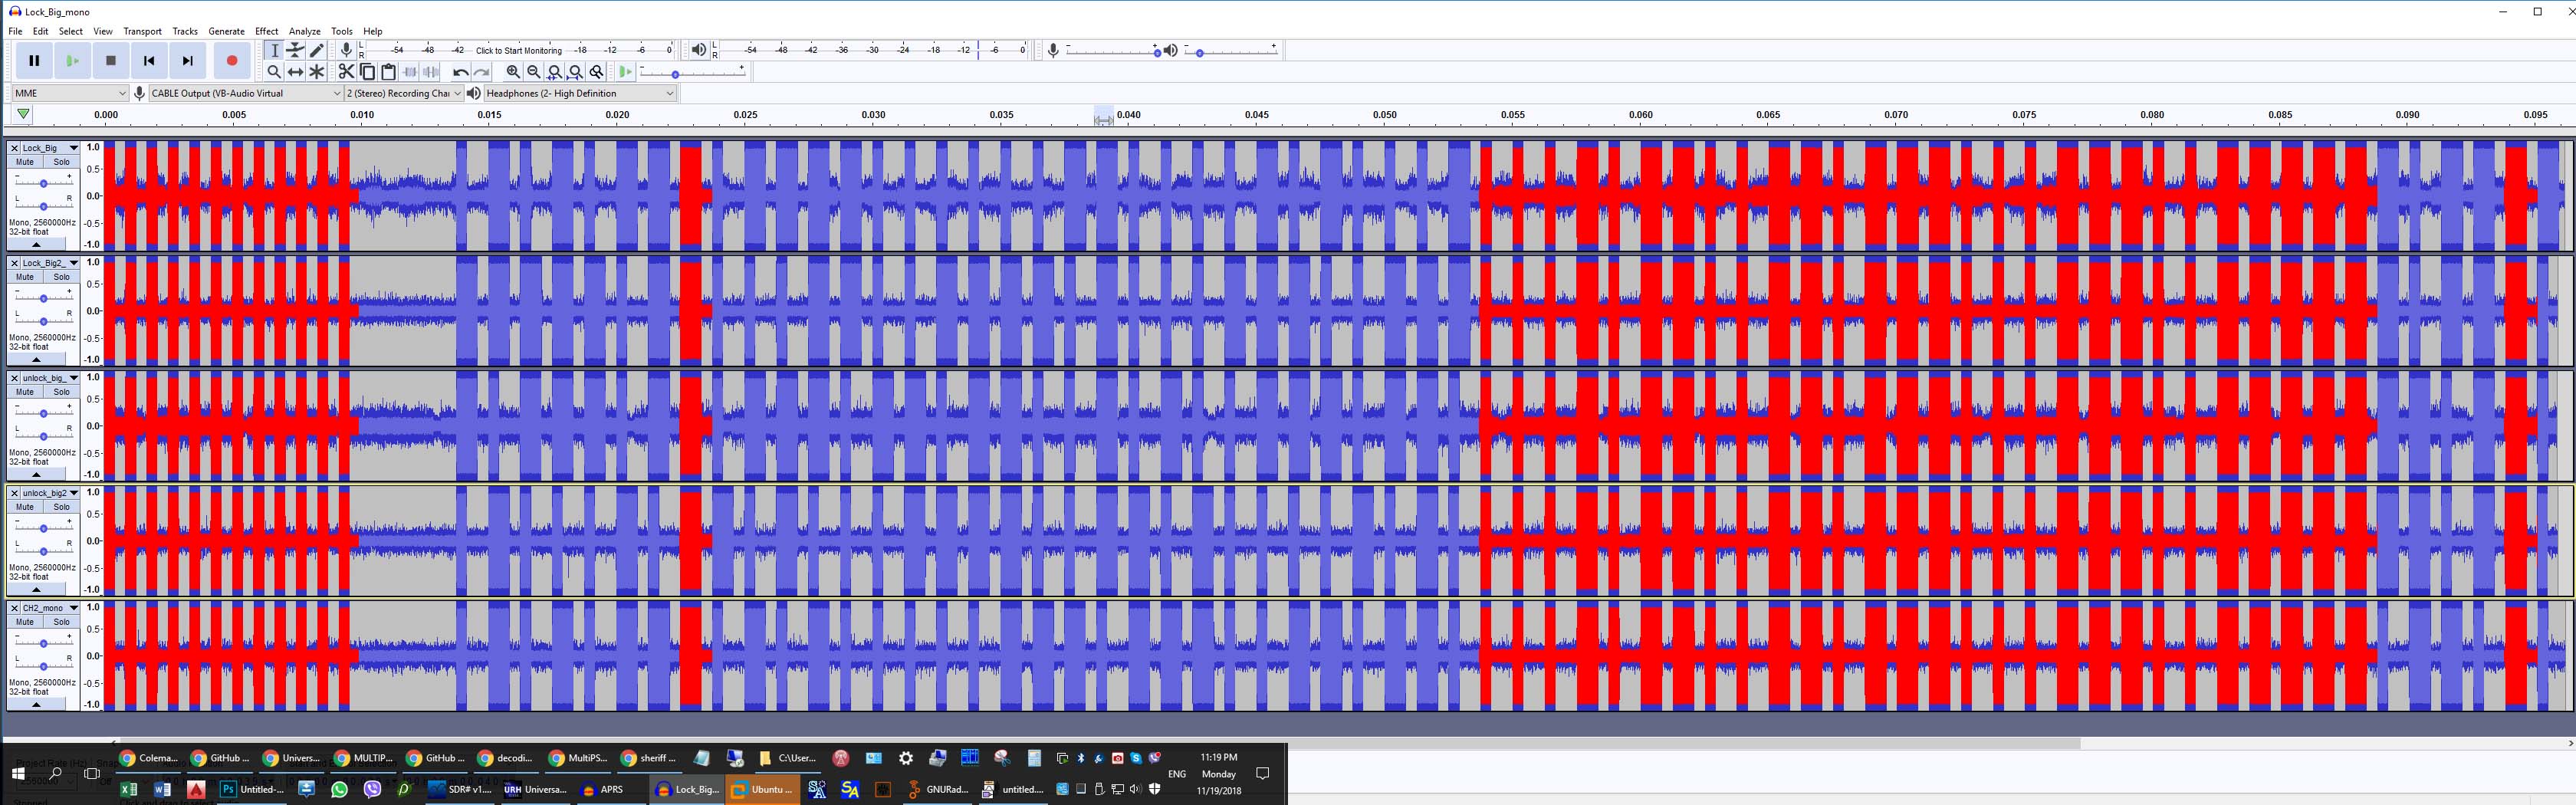 Lock_Big_mono
File Edit Select View Transport Tracks Generate Effect Analyze Tools Help
L R -54 -48 -42 Click to Start Monitoring -18 -12 -6 0 L R -54 -48 -42 -36 -30 -24 -18 -12 -6 0 - + - +
- +
MME CABLE Output (VB-Audio Virtual 2 (Stereo) Recording Chai Headphones (2- High Definition
0.000 0.005 0.010 0.015 0.020 0.025 0.030 0.035 0.040 0.045 0.050 0.055 0.060 0.065 0.070 0.075 0.080 0.085 0.090 0.095
Lock_Big 1.0
Mute Solo
- + 0.5
L R 0.0
Mono, 2560000Hz -0.5
32-bit float
-1.0
Lock_Big2_ 1.0
Mute Solo
- + 0.5
L R 0.0
Mono, 2560000Hz -0.5
32-bit float
-1.0
unlock_big_ 1.0
Mute Solo
- + 0.5
L R 0.0
Mono, 2560000Hz -0.5
32-bit float
-1.0
unlock_big2 1.0
Mute Solo
- + 0.5
L R 0.0
Mono, 2560000Hz -0.5
32-bit float
-1.0
CH2_mono 1.0
Mute Solo
- + 0.5
L R 0.0
Mono, 2560000Hz -0.5
32-bit float
-1.0
Colema... GitHub ... Univers... MULTIP... GitHub ... decodi... MultiPS... sheriff ... C:\User... 11:19 PM
Project Rate (Hz)
ENG Monday
Untitled-... SDR# v1.... URH Universa... APRS Lock_Big... Ubuntu ... GNURad... untitled.... 11/19/2018